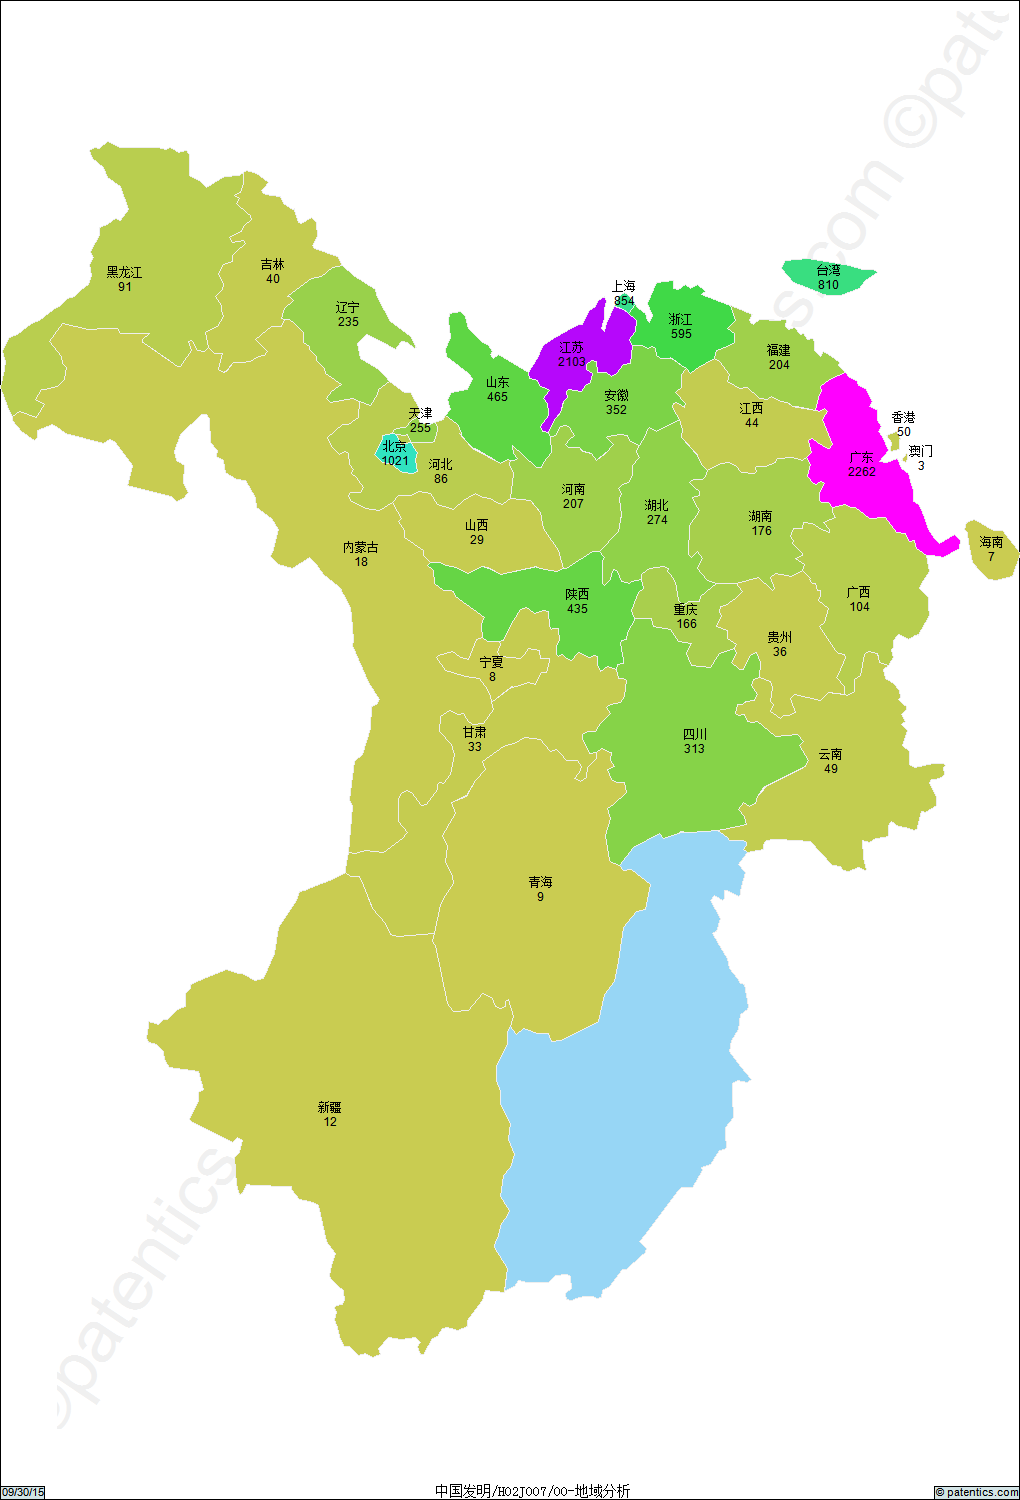 ©patentics.com ©pate
黑龙江
91
吉林
40
辽宁
235
上海
854
台湾
810
浙江
595
江苏
2103
福建
204
山东
465
安徽
352
江西
44
天津
255
香港
50
北京
1021
河北
86
广东
2262
澳门
3
河南
207
湖北
274
湖南
176
山西
29
内蒙古
18
海南
7
陕西
435
重庆
166
广西
104
贵州
36
宁夏
8
甘肃
33
四川
313
云南
49
青海
9
新疆
12
09/30/15
中国发明/H02J007/00-地域分析
© patentics.com